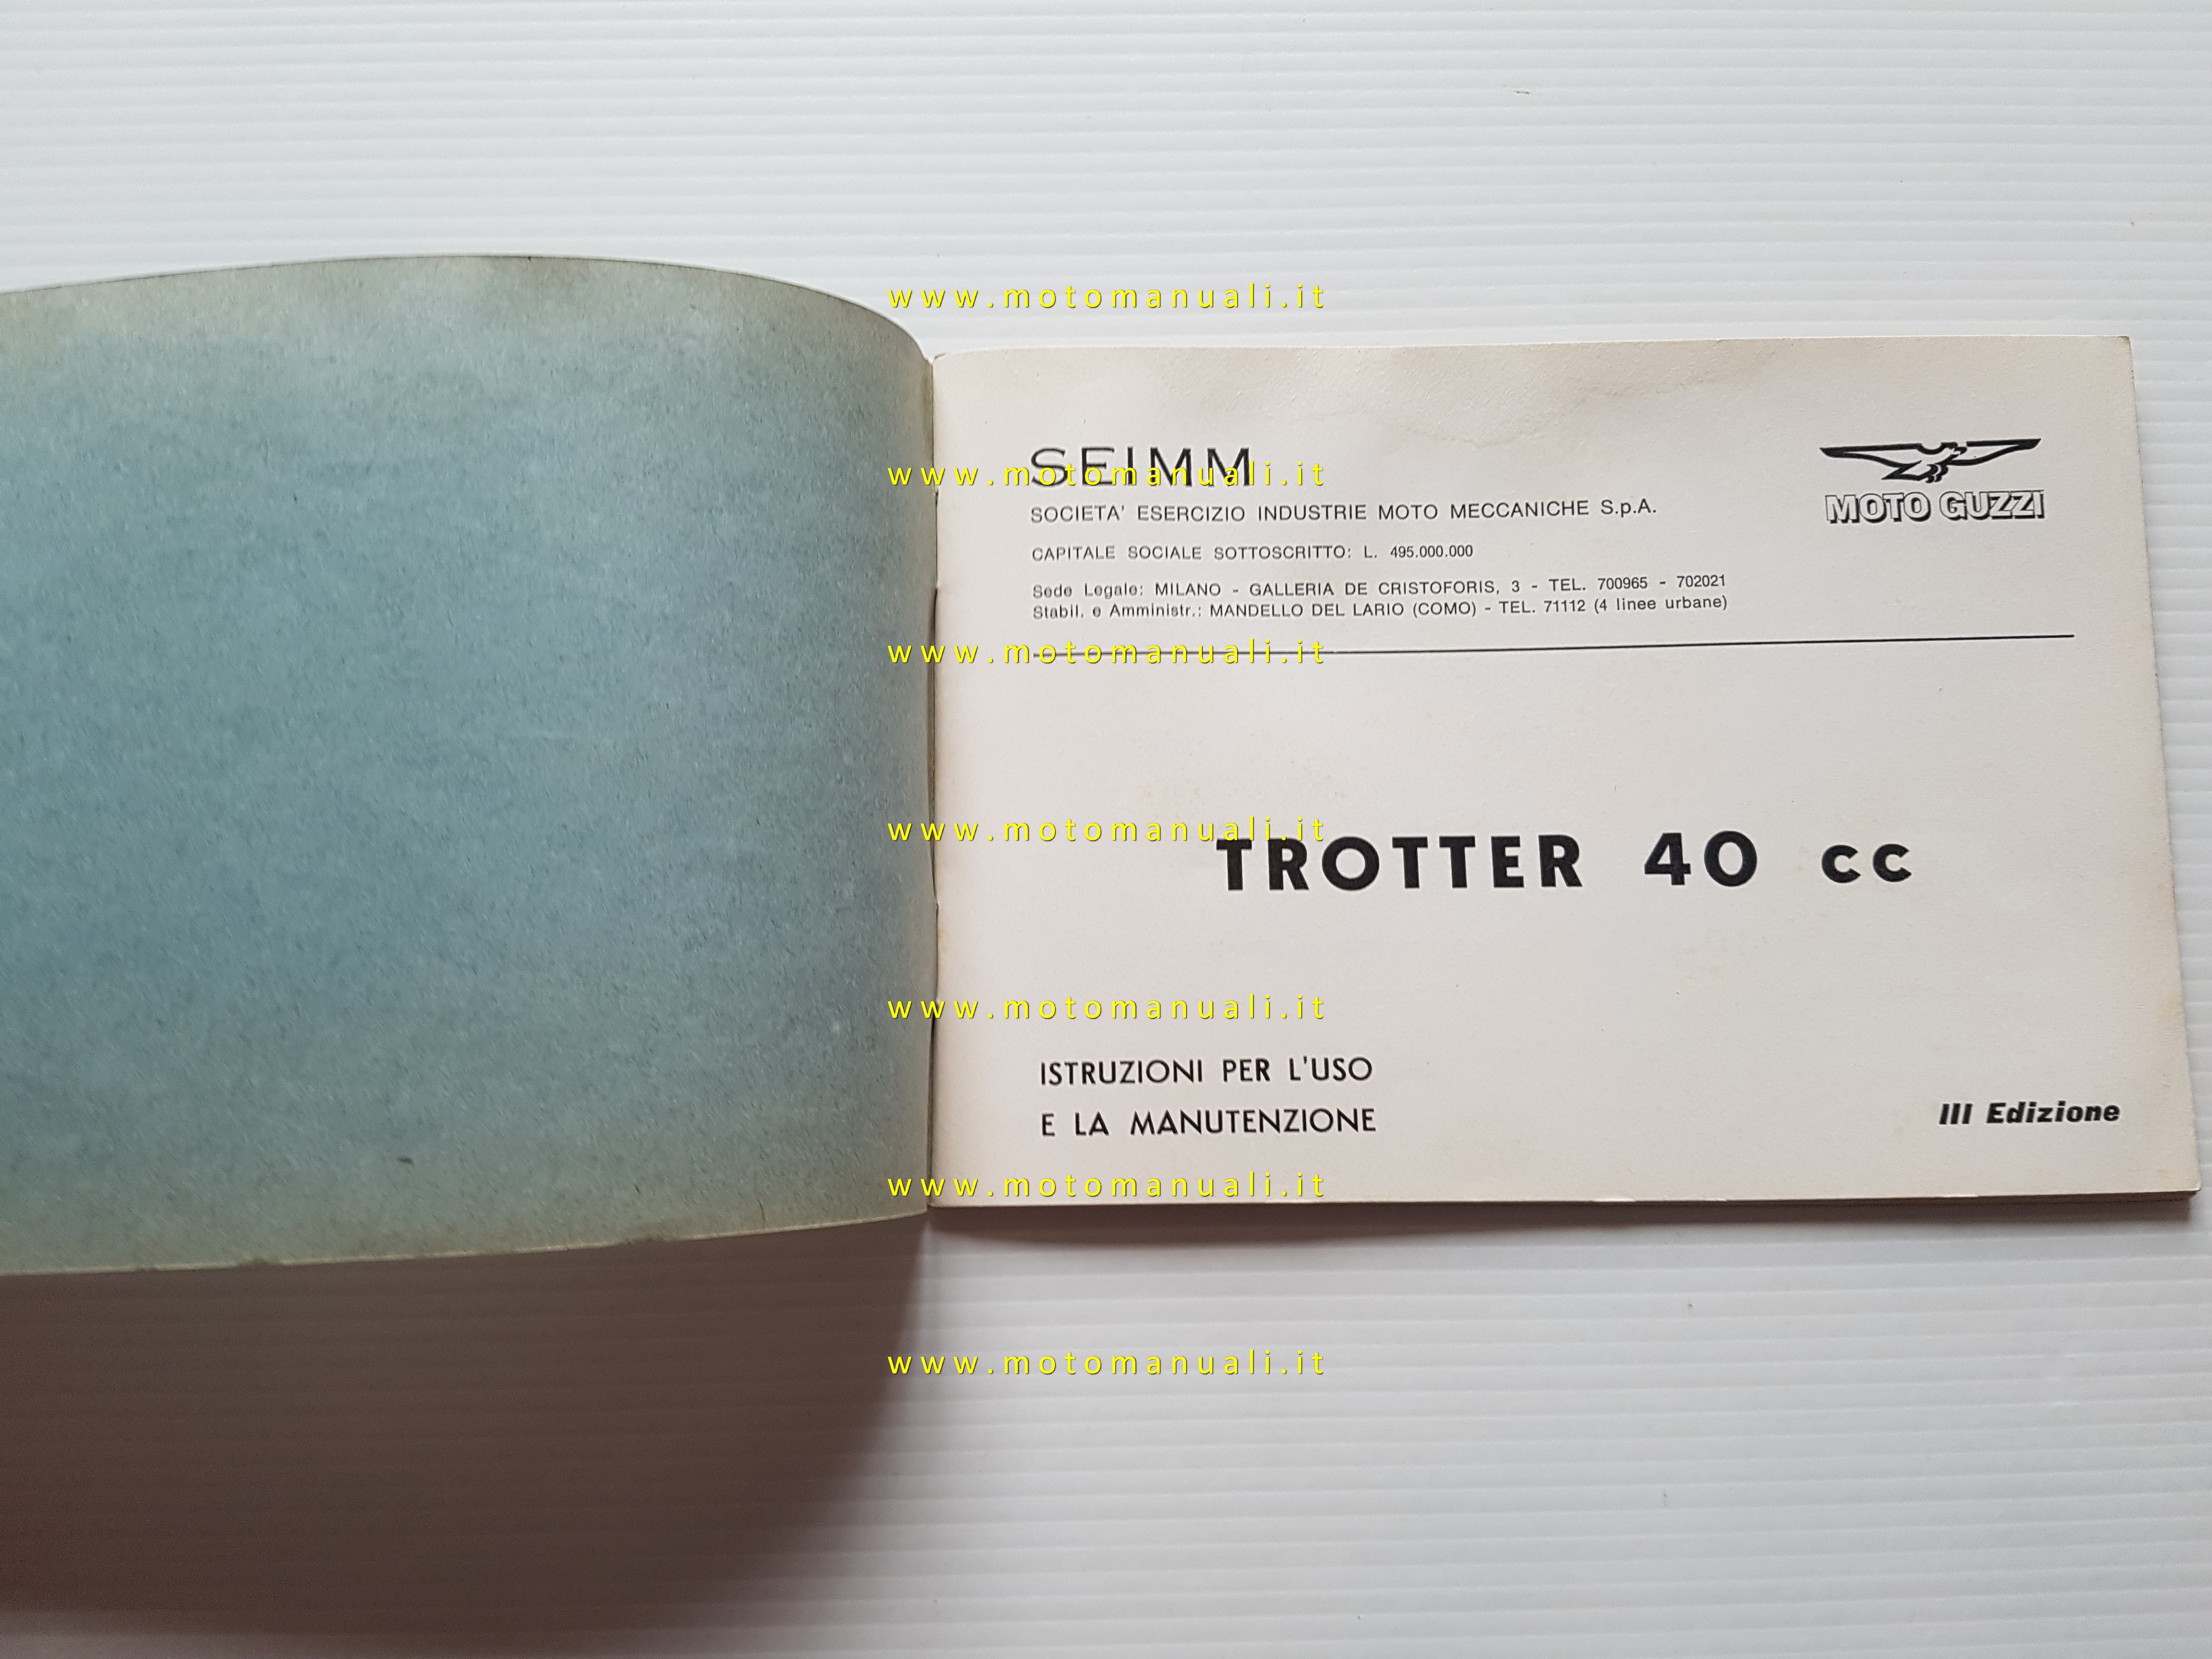 www.motomanuali.it
SEIMM
www.motomanuali.it
MOTO GUZZI
SOCIETA' ESERCIZIO INDUSTRIE MOTO MECCANICHE S.p.A.
CAPITALE SOCIALE SOTTOSCRITTO: L. 495.000.000
Sede Legale: MILANO - GALLERIA DE CRISTOFORIS, 3 - TEL. 700965 - 702021
Stabil. e Amministr.: MANDELLO DEL LARIO (COMO) - TEL. 71112 (4 linee urbane)
www.motomanuali.it
www.motomanuali.it
TROTTER 40 cc
www.motomanuali.it
ISTRUZIONI PER L'USO
E LA MANUTENZIONE
III Edizione
www.motomanuali.it
www.motomanuali.it